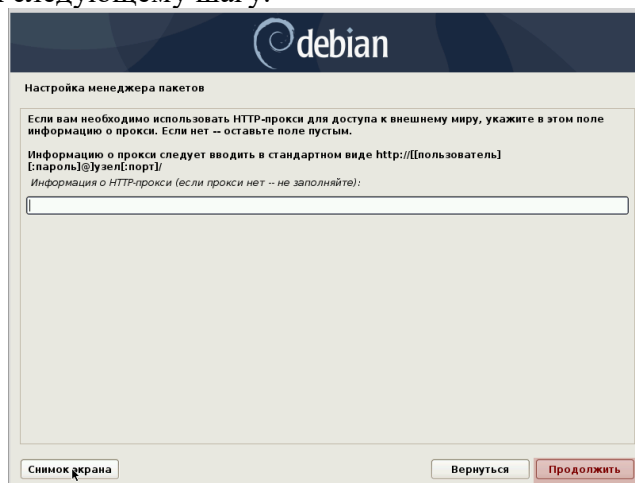 следующему шагу.
debian
Настройка менеджера пакетов
Если вам необходимо использовать HTTP-прокси для доступа к внешнему миру, укажите в этом поле
информацию о прокси. Если нет -- оставьте поле пустым.
Информацию о прокси следует вводить в стандартном виде http://[[пользователь]
[:пароль]@]узел[:порт]/
Информация о HTTP-прокси (если прокси нет -- не заполняйте):
Снимок экрана
Вернуться
Продолжить